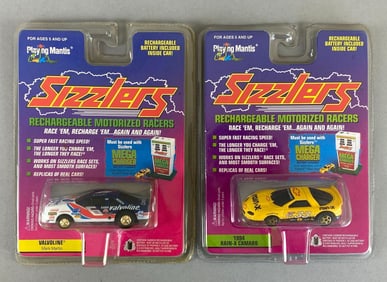 FOR AGES 5 AND UP
Playing Mantis
RECHARGEABLE
BATTERY INCLUDED
INSIDE CAR!
Sizzlers
RECHARGEABLE MOTORIZED RACERS
RACE 'EM, RECHARGE 'EM...AGAIN AND AGAIN!
SUPER FAST RACING SPEED!
THE LONGER YOU CHARGE 'EM,
THE LONGER THEY RACE!
WORKS ON SIZZLERS RACE SETS,
AND MOST SMOOTH SURFACES!
REPLICAS OF REAL CARS!
Must be used with
Sizzlers
MEGA
CHARGER
Valvoline
VALVOLINE
Mark Martin
FOR AGES 5 AND UP
Playing Mantis
RECHARGEABLE
BATTERY INCLUDED
INSIDE CAR!
Sizzlers
RECHARGEABLE MOTORIZED RACERS
RACE 'EM, RECHARGE 'EM...AGAIN AND AGAIN!
SUPER FAST RACING SPEED!
THE LONGER YOU CHARGE 'EM,
THE LONGER THEY RACE!
WORKS ON SIZZLERS RACE SETS,
AND MOST SMOOTH SURFACES!
REPLICAS OF REAL CARS!
Must be used with
Sizzlers
MEGA
CHARGER
1994
RAIN-X CAMARO